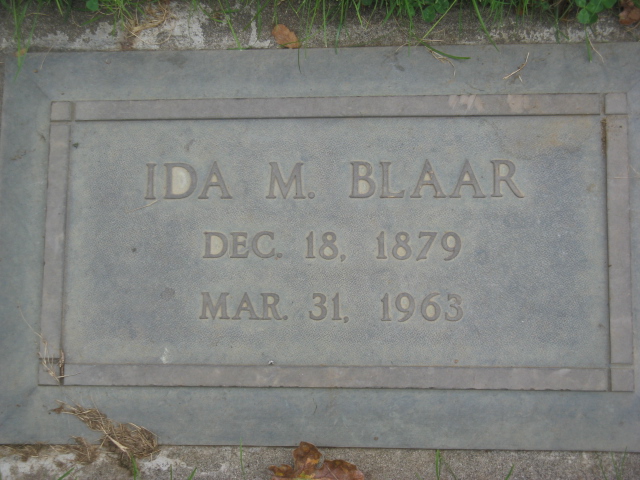 IDA M. BLAAR
DEC. 18, 1879
MAR. 31, 1963